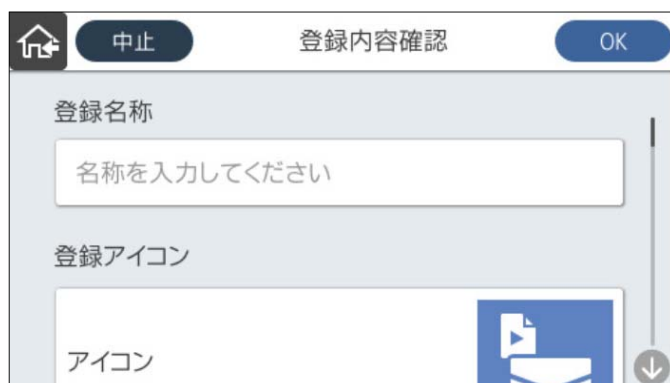 中止
登録内容確認
OK
登録名称
名称を入力してください
登録アイコン
アイコン